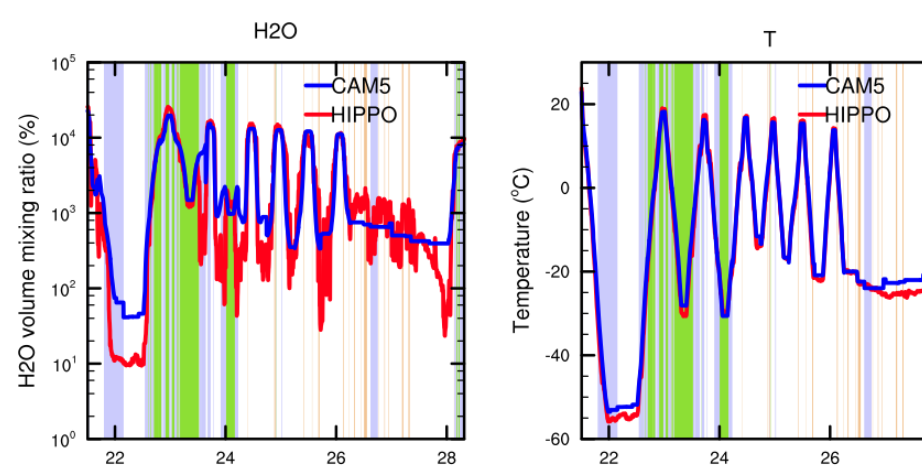 H2O
T
H2O volume mixing ratio (%)
10⁵
10⁴
10³
10²
10¹
10⁰
CAM5
HIPPO
22
24
26
28
Temperature (⁰C)
20
0
-20
-40
-60
CAM5
HIPPO
22
24
26